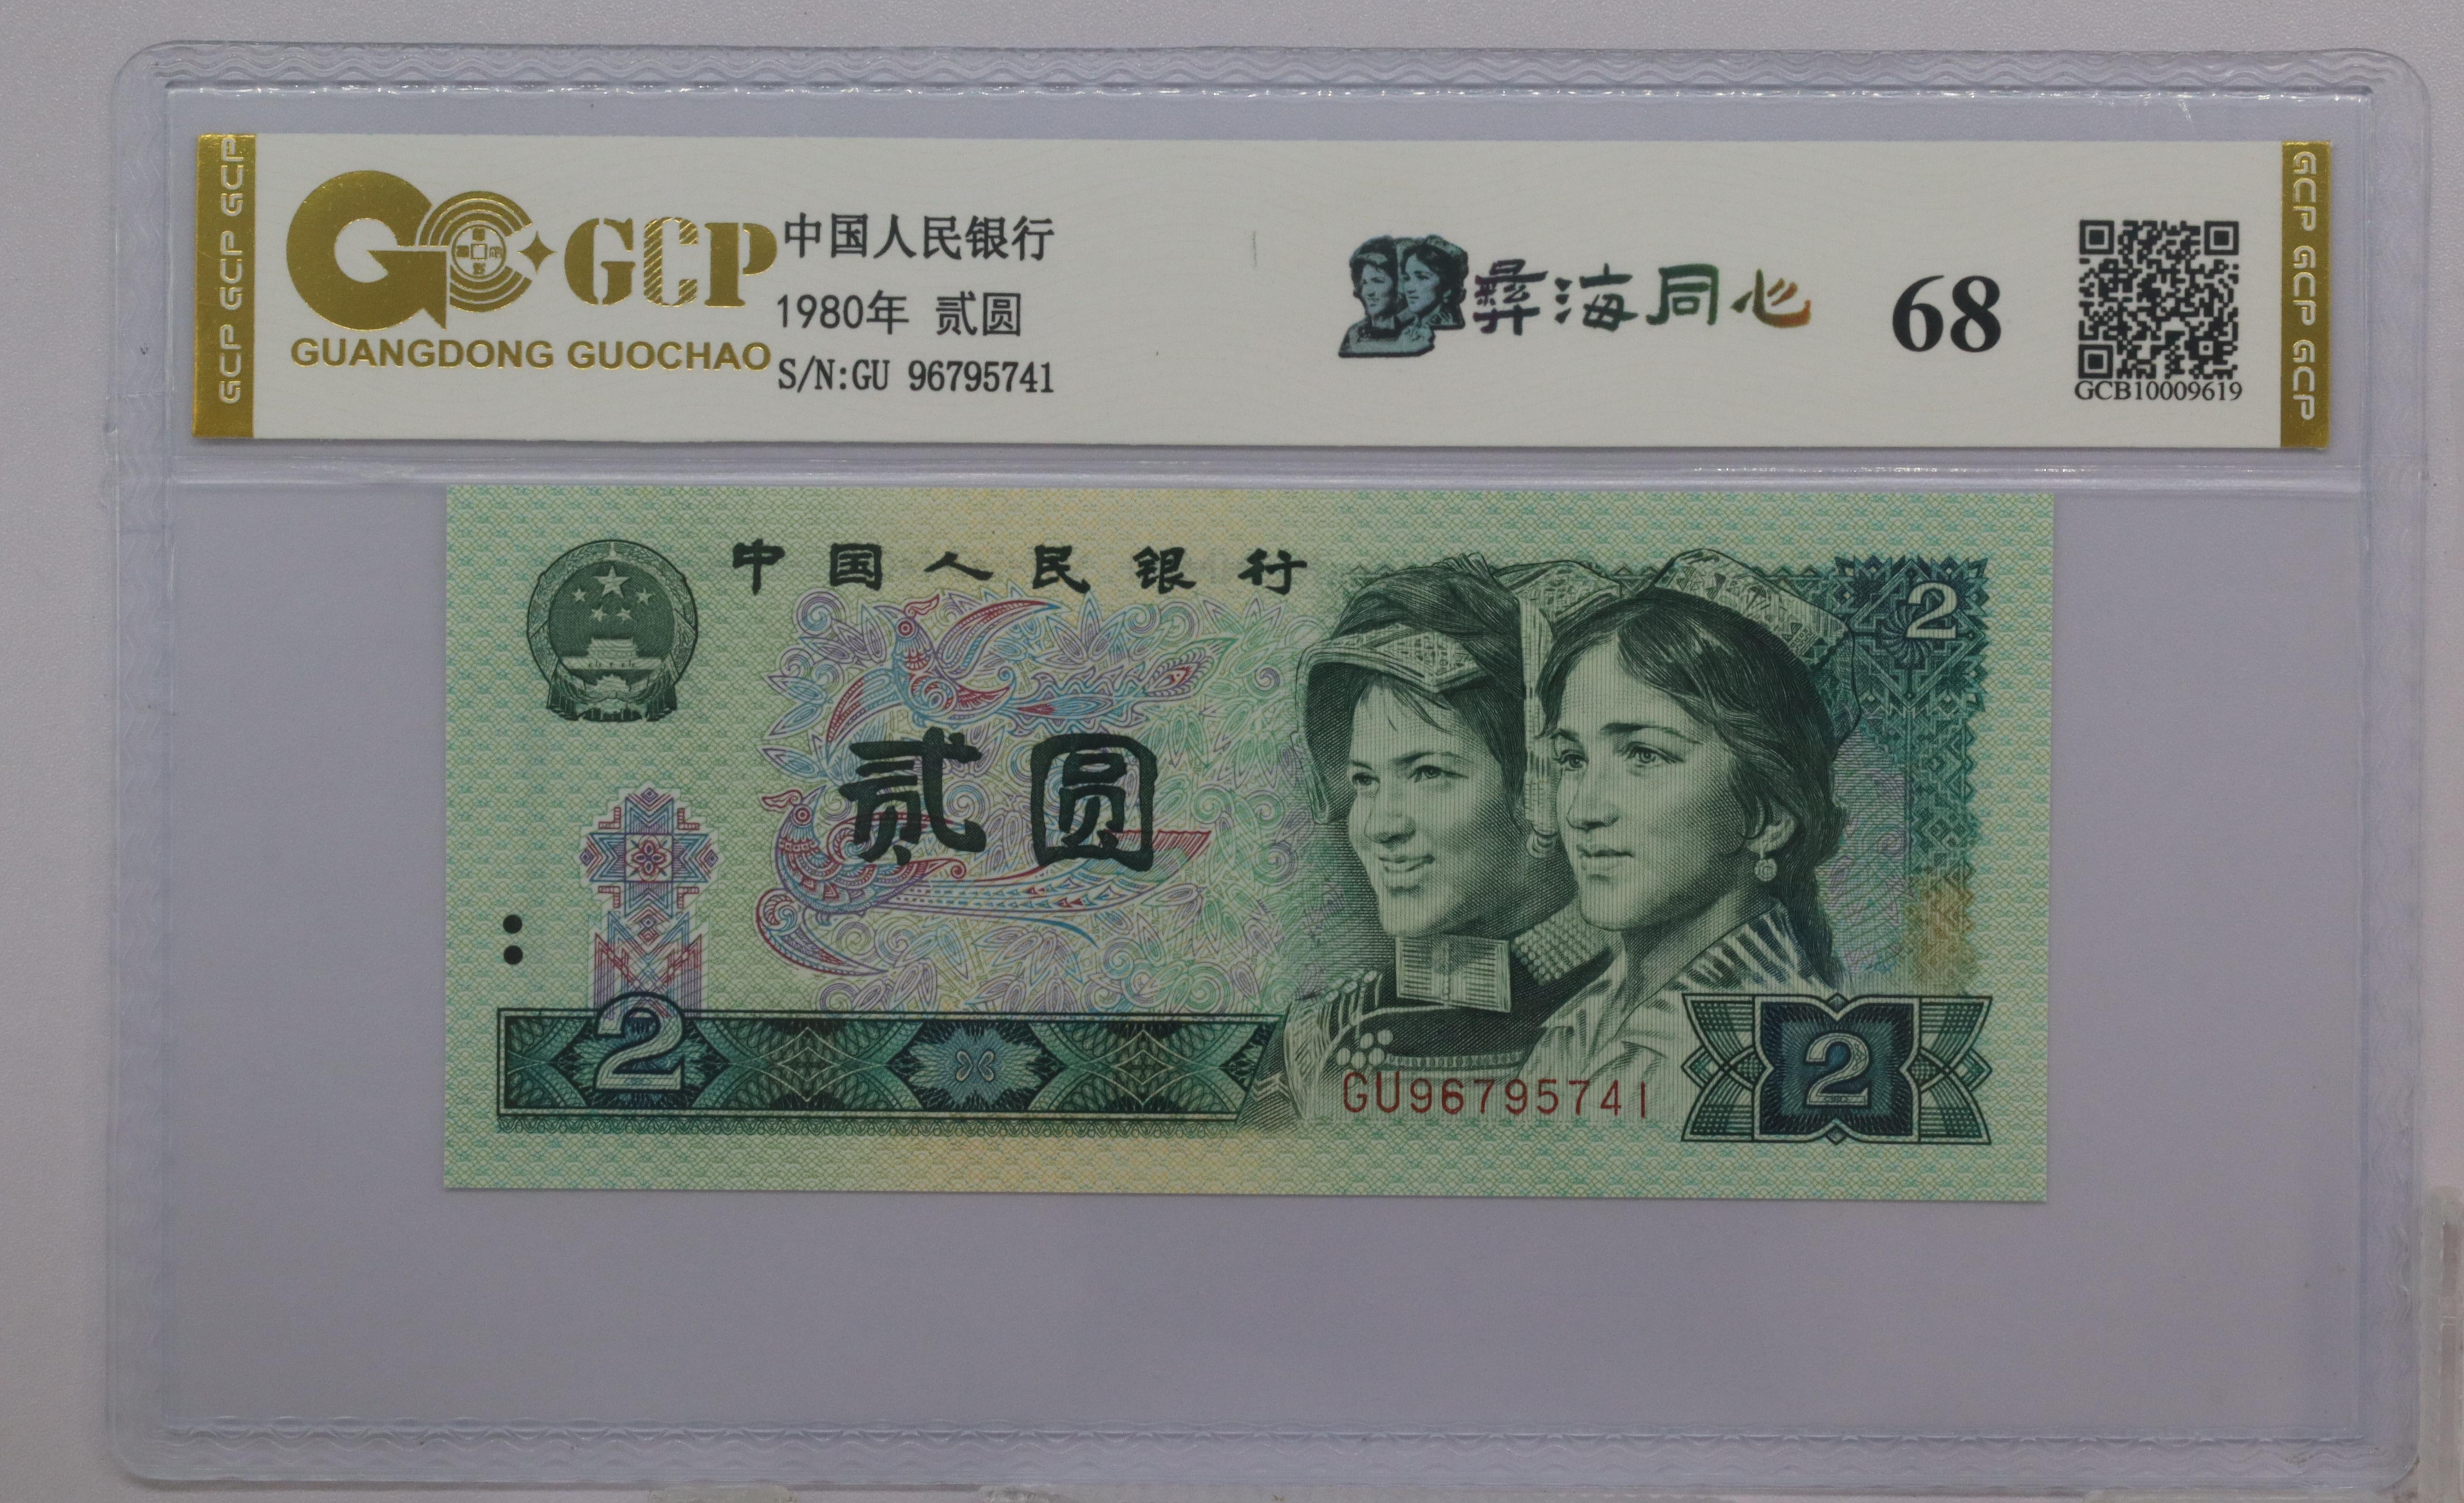 GCP GCP GCP
GCP
GUANGDONG GUOCHAO
中国人民银行
1980年 贰圆
S/N:GU 96795741
彝海同心
68
GCB10009619
GCP GCP GCP
中国人民银行
2
贰圆
2
GU96795741
2